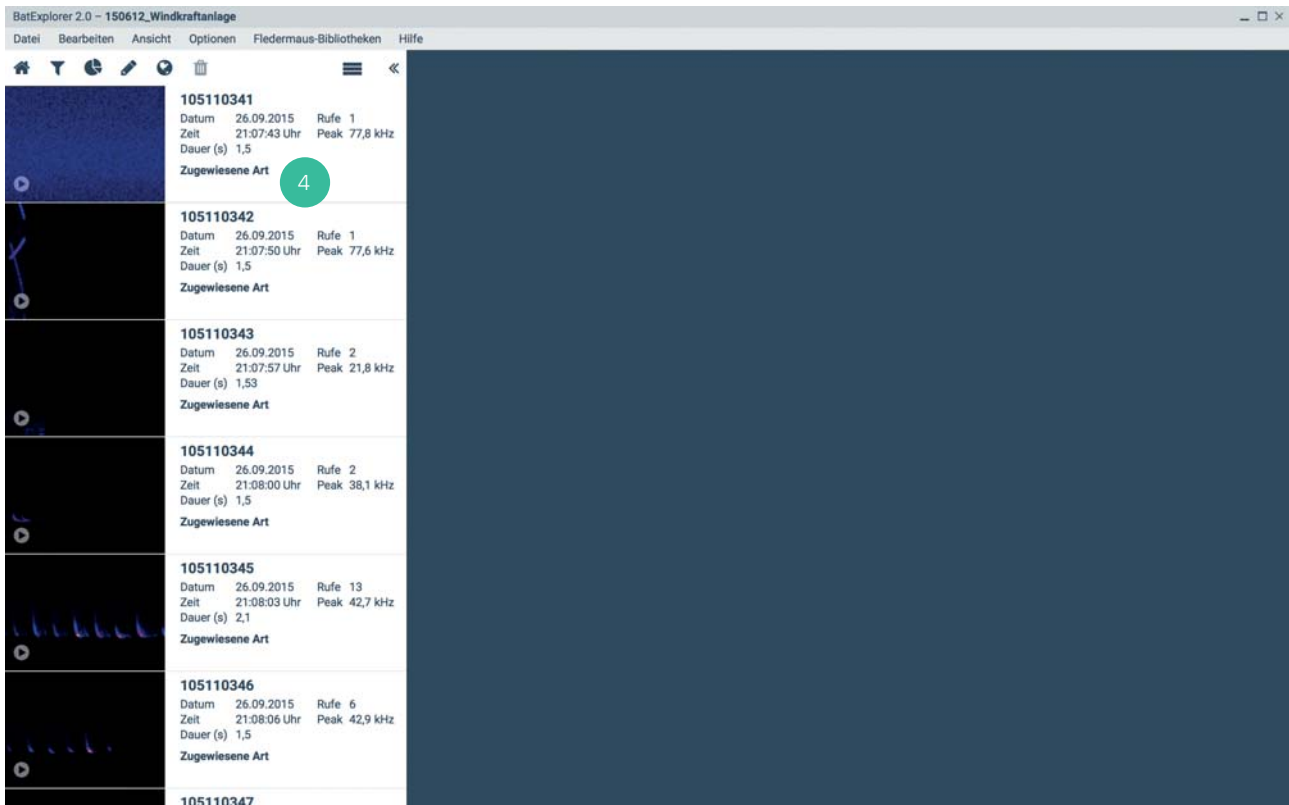 BatExplorer 2.0 – 150612_Windkraftanlage
Datei Bearbeiten Ansicht Optionen Fledermaus-Bibliotheken Hilfe
105110341
Datum 26.09.2015 Rufe 1
Zeit 21:07:43 Uhr Peak 77,8 kHz
Dauer (s) 1,5
Zugewiesene Art
4
105110342
Datum 26.09.2015 Rufe 1
Zeit 21:07:50 Uhr Peak 77,6 kHz
Dauer (s) 1,5
Zugewiesene Art
105110343
Datum 26.09.2015 Rufe 2
Zeit 21:07:57 Uhr Peak 21,8 kHz
Dauer (s) 1,53
Zugewiesene Art
105110344
Datum 26.09.2015 Rufe 2
Zeit 21:08:00 Uhr Peak 38,1 kHz
Dauer (s) 1,5
Zugewiesene Art
105110345
Datum 26.09.2015 Rufe 13
Zeit 21:08:03 Uhr Peak 42,7 kHz
Dauer (s) 2,1
Zugewiesene Art
105110346
Datum 26.09.2015 Rufe 6
Zeit 21:08:06 Uhr Peak 42,9 kHz
Dauer (s) 1,5
Zugewiesene Art
105110347